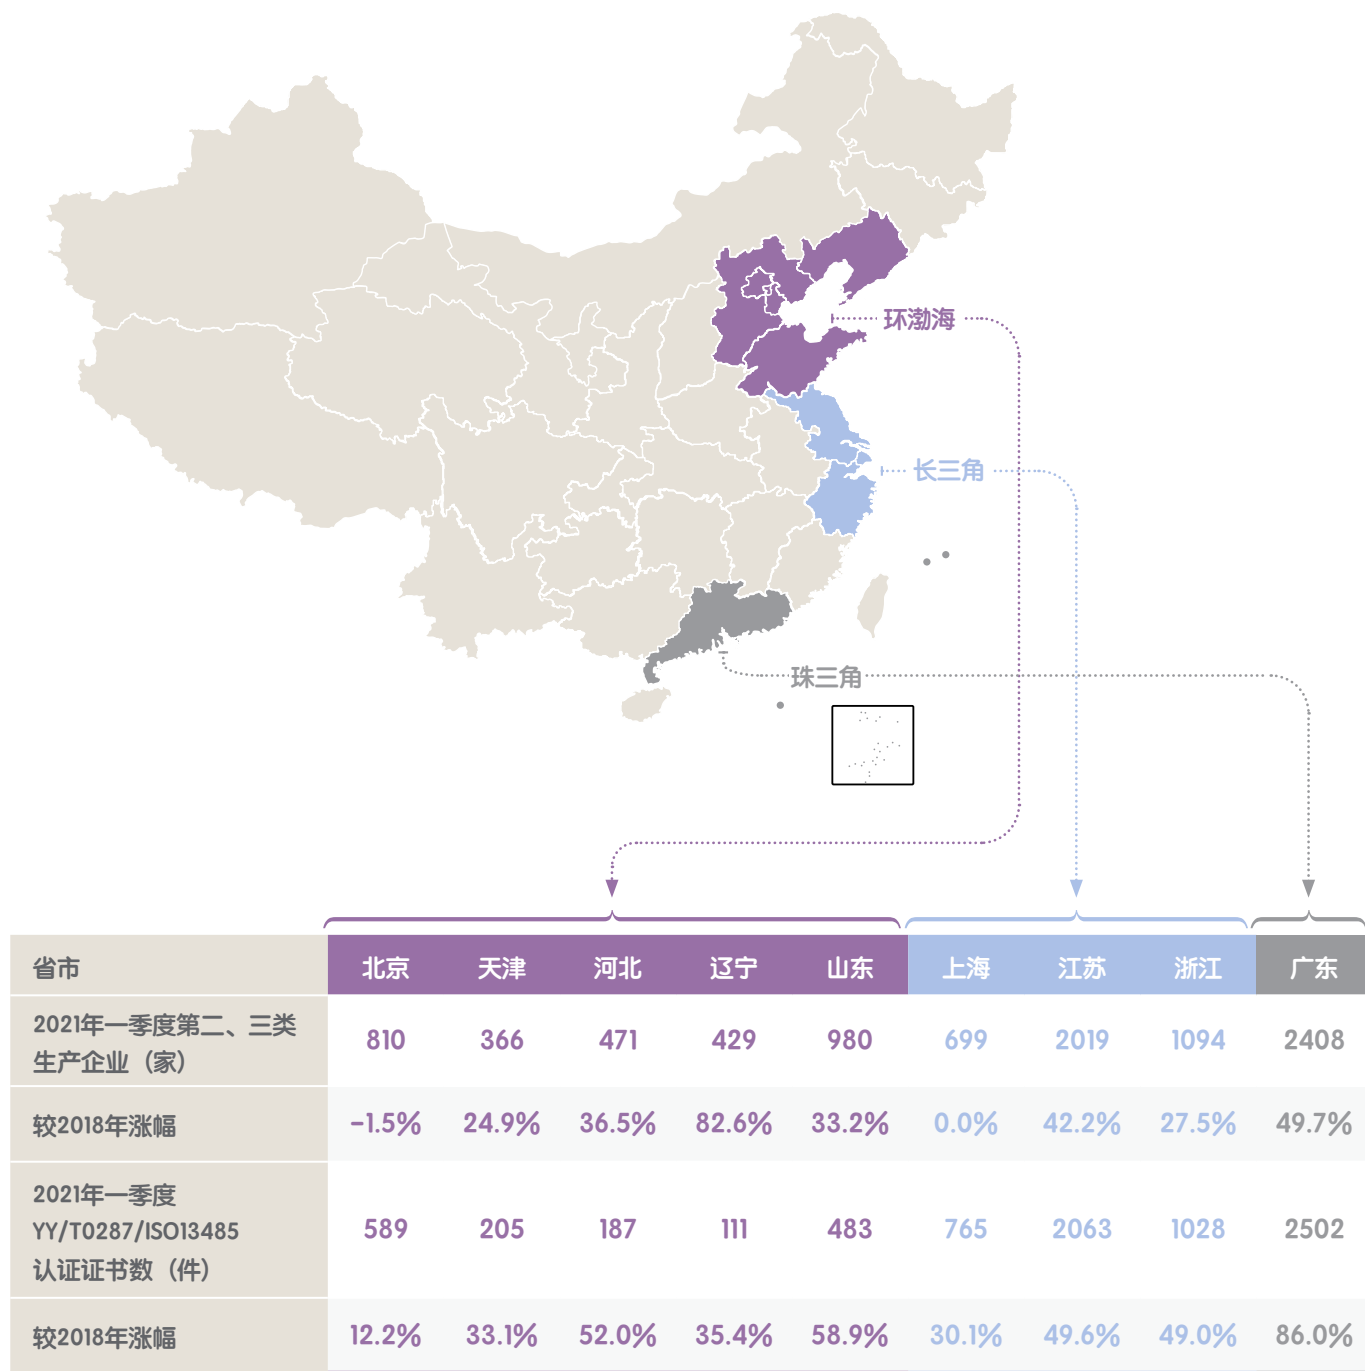 环渤海
长三角
珠三角
省市 北京 天津 河北 辽宁 山东 上海 江苏 浙江 广东
2021年一季度第二、三类
生产企业（家） 810 366 471 429 980 699 2019 1094 2408
较2018年涨幅 -1.5% 24.9% 36.5% 82.6% 33.2% 0.0% 42.2% 27.5% 49.7%
2021年一季度
YY/T0287/ISO13485 589 205 187 111 483 765 2063 1028 2502
认证证书数（件）
较2018年涨幅 12.2% 33.1% 52.0% 35.4% 58.9% 30.1% 49.6% 49.0% 86.0%